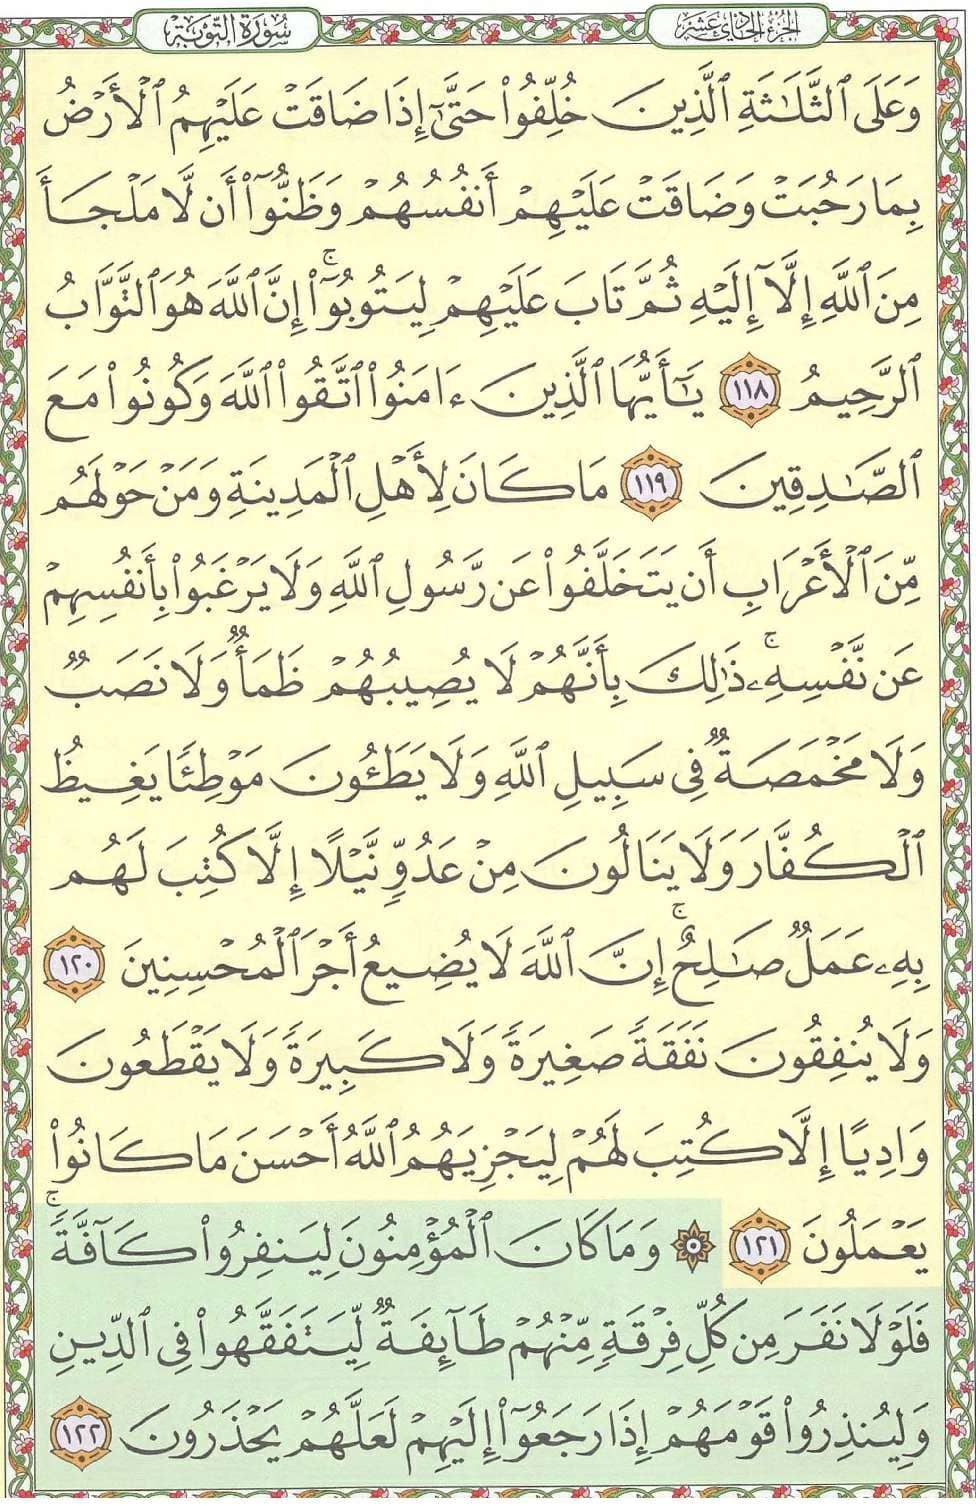 الجزء الحادي عشر
سورة التوبة
وَعَلَى ٱلثَّلَٰثَةِ ٱلَّذِينَ خُلِّفُوا۟ حَتَّىٰٓ إِذَا ضَاقَتْ عَلَيْهِمُ ٱلْأَرْضُ
بِمَا رَحُبَتْ وَضَاقَتْ عَلَيْهِمْ أَنفُسُهُمْ وَظَنُّوٓا۟ أَن لَّا مَلْجَأَ
مِنَ ٱللَّهِ إِلَّآ إِلَيْهِ ثُمَّ تَابَ عَلَيْهِمْ لِيَتُوبُوٓا۟ۚ إِنَّ ٱللَّهَ هُوَ ٱلتَّوَّابُ
ٱلرَّحِيمُ ١١٨ يَٰٓأَيُّهَا ٱلَّذِينَ ءَامَنُوا۟ ٱتَّقُوا۟ ٱللَّهَ وَكُونُوا۟ مَعَ
ٱلصَّٰدِقِينَ ١١٩ مَا كَانَ لِأَهْلِ ٱلْمَدِينَةِ وَمَنْ حَوْلَهُم
مِّنَ ٱلْأَعْرَابِ أَن يَتَخَلَّفُوا۟ عَن رَّسُولِ ٱللَّهِ وَلَا يَرْغَبُوا۟ بِأَنفُسِهِمْ
عَن نَّفْسِهِۦۚ ذَٰلِكَ بِأَنَّهُمْ لَا يُصِيبُهُمْ ظَمَأٌ وَلَا نَصَبٌ
وَلَا مَخْمَصَةٌ فِى سَبِيلِ ٱللَّهِ وَلَا يَطَـُٔونَ مَوْطِئًا يَغِيظُ
ٱلْكُفَّارَ وَلَا يَنَالُونَ مِنْ عَدُوٍّ نَّيْلًا إِلَّا كُتِبَ لَهُم
بِهِۦ عَمَلٌ صَٰلِحٌۚ إِنَّ ٱللَّهَ لَا يُضِيعُ أَجْرَ ٱلْمُحْسِنِينَ ١٢٠
وَلَا يُنفِقُونَ نَفَقَةً صَغِيرَةً وَلَا كَبِيرَةً وَلَا يَقْطَعُونَ
وَادِيًا إِلَّا كُتِبَ لَهُمْ لِيَجْزِيَهُمُ ٱللَّهُ أَحْسَنَ مَا كَانُوا۟
يَعْمَلُونَ ١٢١ ۞ وَمَا كَانَ ٱلْمُؤْمِنُونَ لِيَنفِرُوا۟ كَآفَّةًۚ
فَلَوْلَا نَفَرَ مِن كُلِّ فِرْقَةٍ مِّنْهُمْ طَآئِفَةٌ لِّيَتَفَقَّهُوا۟ فِى ٱلدِّينِ
وَلِيُنذِرُوا۟ قَوْمَهُمْ إِذَا رَجَعُوٓا۟ إِلَيْهِمْ لَعَلَّهُمْ يَحْذَرُونَ ١٢٢